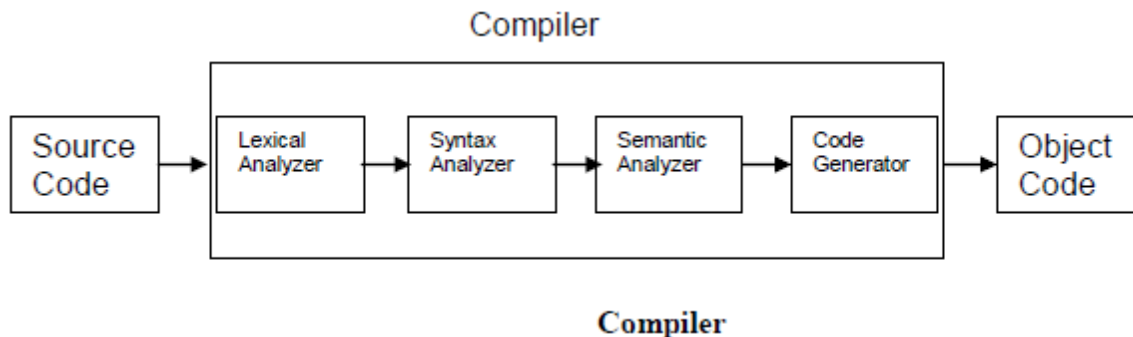 Compiler
Source
Code
Lexical
Analyzer
Syntax
Analyzer
Semantic
Analyzer
Code
Generator
Object
Code
Compiler